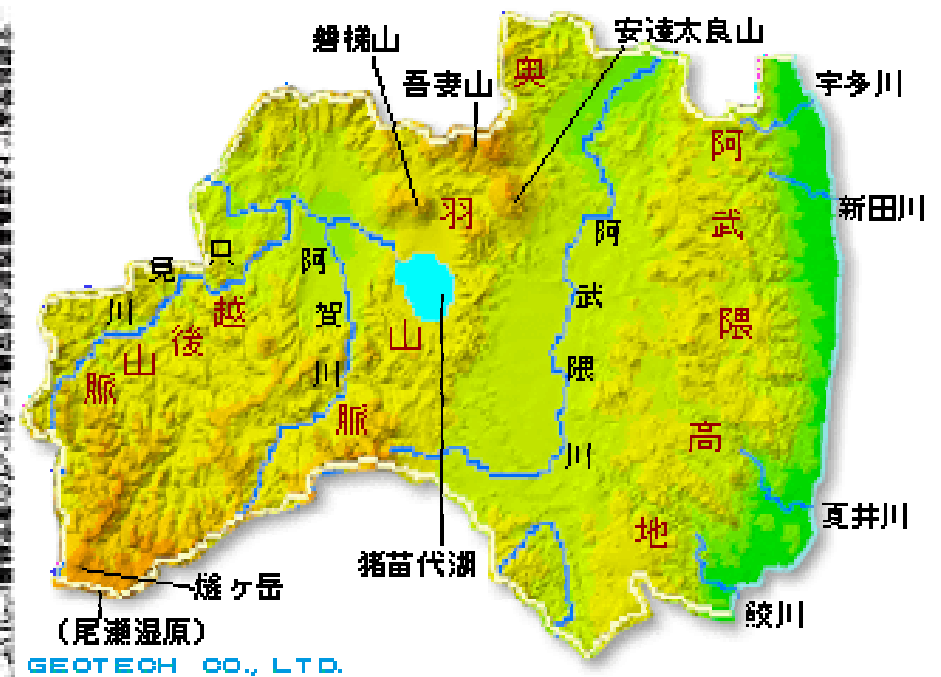 磐梯山
安達太良山
吾妻山
奥羽山脈
宇多川
新田川
阿武隈高地
阿武隈川
只見川
阿賀川
越後山脈
夏井川
鮫川
猪苗代湖
燧ヶ岳
(尾瀬湿原)
GEOTECH CO., LTD.